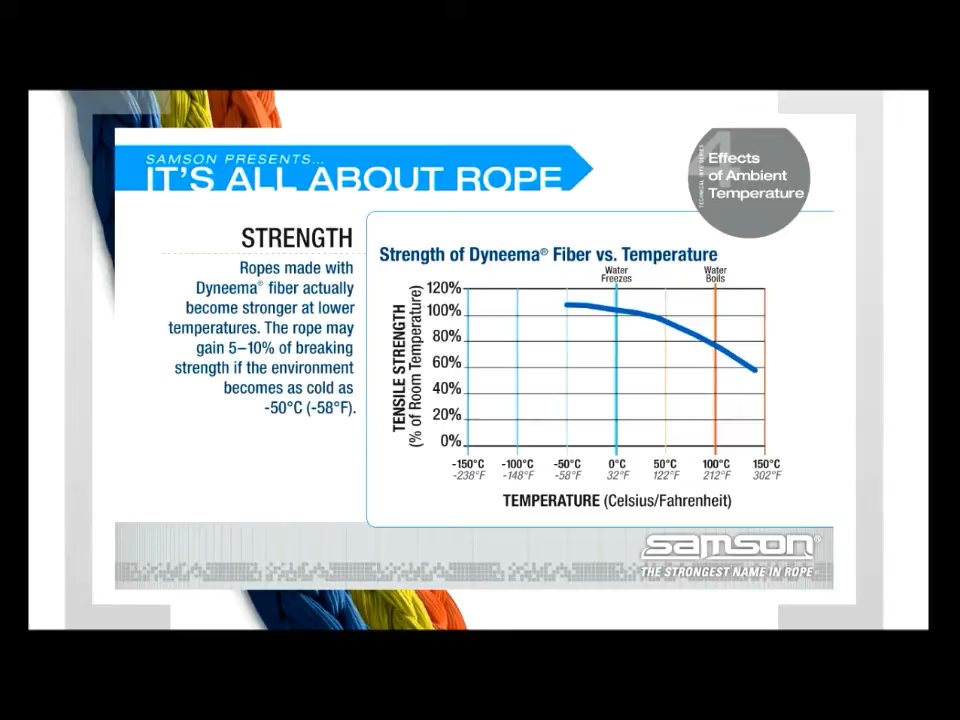 SAMSON PRESENTS...
IT'S ALL ABOUT ROPE
4
Effects
of Ambient
Temperature
STRENGTH
Ropes made with
Dyneema® fiber actually
become stronger at lower
temperatures. The rope may
gain 5–10% of breaking
strength if the environment
becomes as cold as
-50°C (-58°F).
Strength of Dyneema® Fiber vs. Temperature
Water
Freezes
Water
Boils
TENSILE STRENGTH
(% of Room Temperature)
120%
100%
80%
60%
40%
20%
0%
-150°C -100°C -50°C 0°C 50°C 100°C 150°C
-238°F -148°F -58°F 32°F 122°F 212°F 302°F
TEMPERATURE (Celsius/Fahrenheit)
samson®
THE STRONGEST NAME IN ROPE